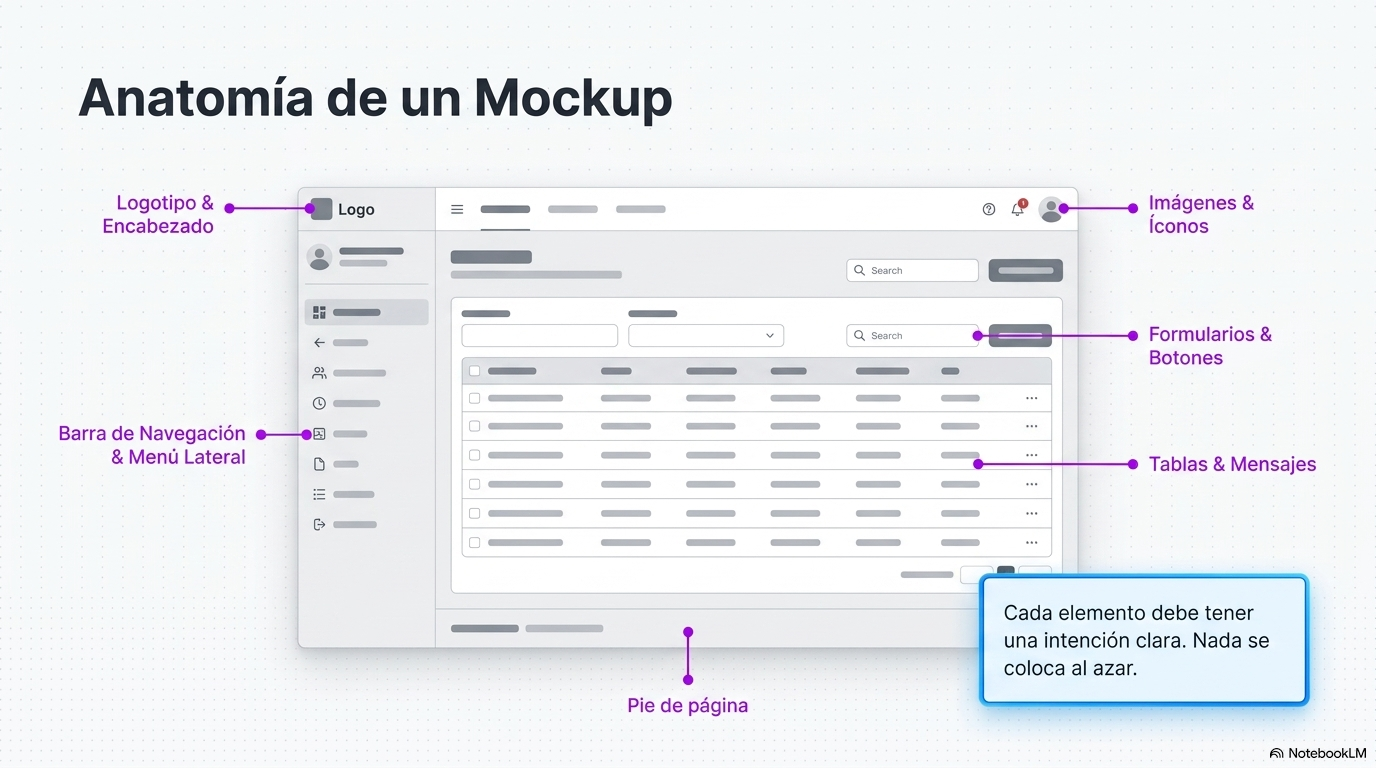 Anatomía de un Mockup
Logotipo &
Encabezado
Logo
1
Imágenes &
Íconos
Search
Search
Formularios &
Botones
Barra de Navegación
& Menú Lateral
Tablas & Mensajes
Cada elemento debe tener
una intención clara. Nada se
coloca al azar.
Pie de página
NotebookLM